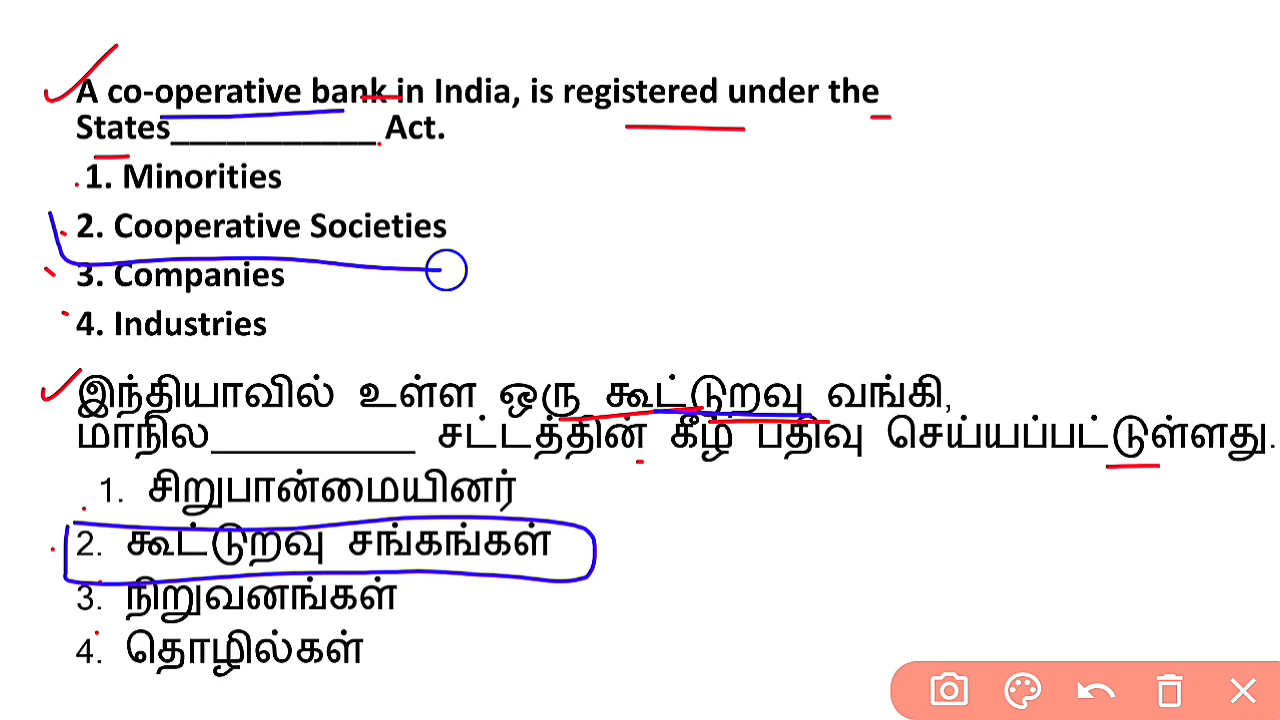 A co-operative bank in India, is registered under the
States___________ Act.
1. Minorities
2. Cooperative Societies
3. Companies
4. Industries
இந்தியாவில் உள்ள ஒரு கூட்டுறவு வங்கி,
மாநில__________ சட்டத்தின் கீழ் பதிவு செய்யப்பட்டுள்ளது.
1. சிறுபான்மையினர்
2. கூட்டுறவு சங்கங்கள்
3. நிறுவனங்கள்
4. தொழில்கள்